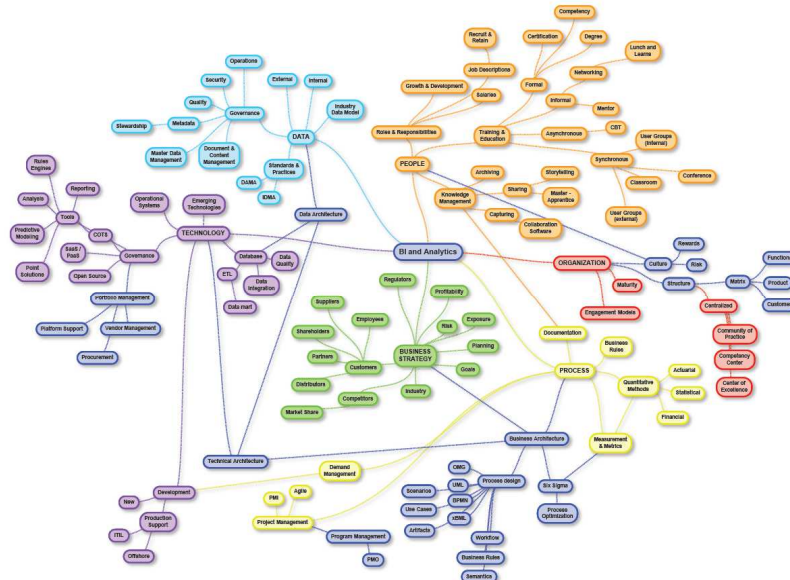 Competency
Certification
Degree
Recruit &
Retain
Lunch and
Learns
Job Descriptions
Formal
Networking
Growth & Development
Salaries
Informal
Mentor
Roles & Responsibilities
Training &
Education
Asynchronous
CBT
User Groups
(Internal)
Synchronous
Conference
Classroom
User Groups
(external)
PEOPLE
Archiving
Storytelling
Knowledge
Management
Sharing
Master -
Apprentice
Capturing
Collaboration
Software
Operations
Security
External
Internal
Quality
Governance
Industry
Data Model
Stewardship
Metadata
DATA
Master Data
Management
Document &
Content
Management
Standards &
Practices
DAMA
IDMA
Data Architecture
Rules
Engines
Reporting
Operational
Systems
Emerging
Technologies
Analysis
Tools
TECHNOLOGY
Predictive
Modeling
COTS
SaaS /
PaaS
Governance
Database
Data
Quality
Point
Solutions
Open Source
ETL
Data
Integration
Data mart
Portfolio Management
Platform Support
Vendor Management
Procurement
BI and Analytics
ORGANIZATION
Culture
Rewards
Risk
Maturity
Structure
Matrix
Functional
Product
Customer
Engagement Models
Centralized
Community of
Practice
Competency
Center
Center of
Excellence
Regulators
Profitability
Suppliers
Employees
Exposure
Shareholders
Risk
Planning
Partners
BUSINESS
STRATEGY
Customers
Goals
Distributors
Competitors
Industry
Market Share
Documentation
Business
Rules
PROCESS
Actuarial
Quantitative
Methods
Statistical
Financial
Measurement
& Metrics
Business Architecture
Technical Architecture
Demand
Management
OMG
Process design
Six Sigma
Scenarios
UML
BPMN
Use Cases
xBML
Process
Optimization
Artifacts
Workflow
Business Rules
Semantics
Development
New
Production
Support
ITIL
Offshore
PMI
Agile
Project Management
Program Management
PMO